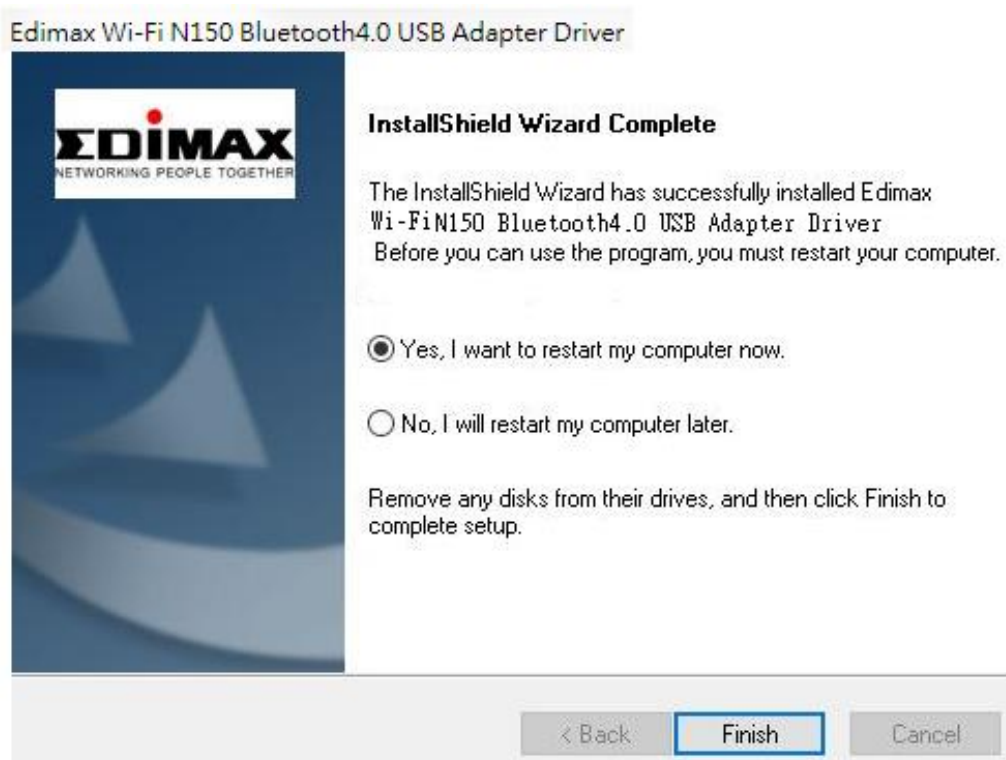 Edimax Wi-Fi N150 Bluetooth4.0 USB Adapter Driver
EDiMAX
NETWORKING PEOPLE TOGETHER
InstallShield Wizard Complete
The InstallShield Wizard has successfully installed Edimax
Wi-FiN150 Bluetooth4.0 USB Adapter Driver
Before you can use the program, you must restart your computer.
Yes, I want to restart my computer now.
No, I will restart my computer later.
Remove any disks from their drives, and then click Finish to
complete setup.
< Back
Finish
Cancel